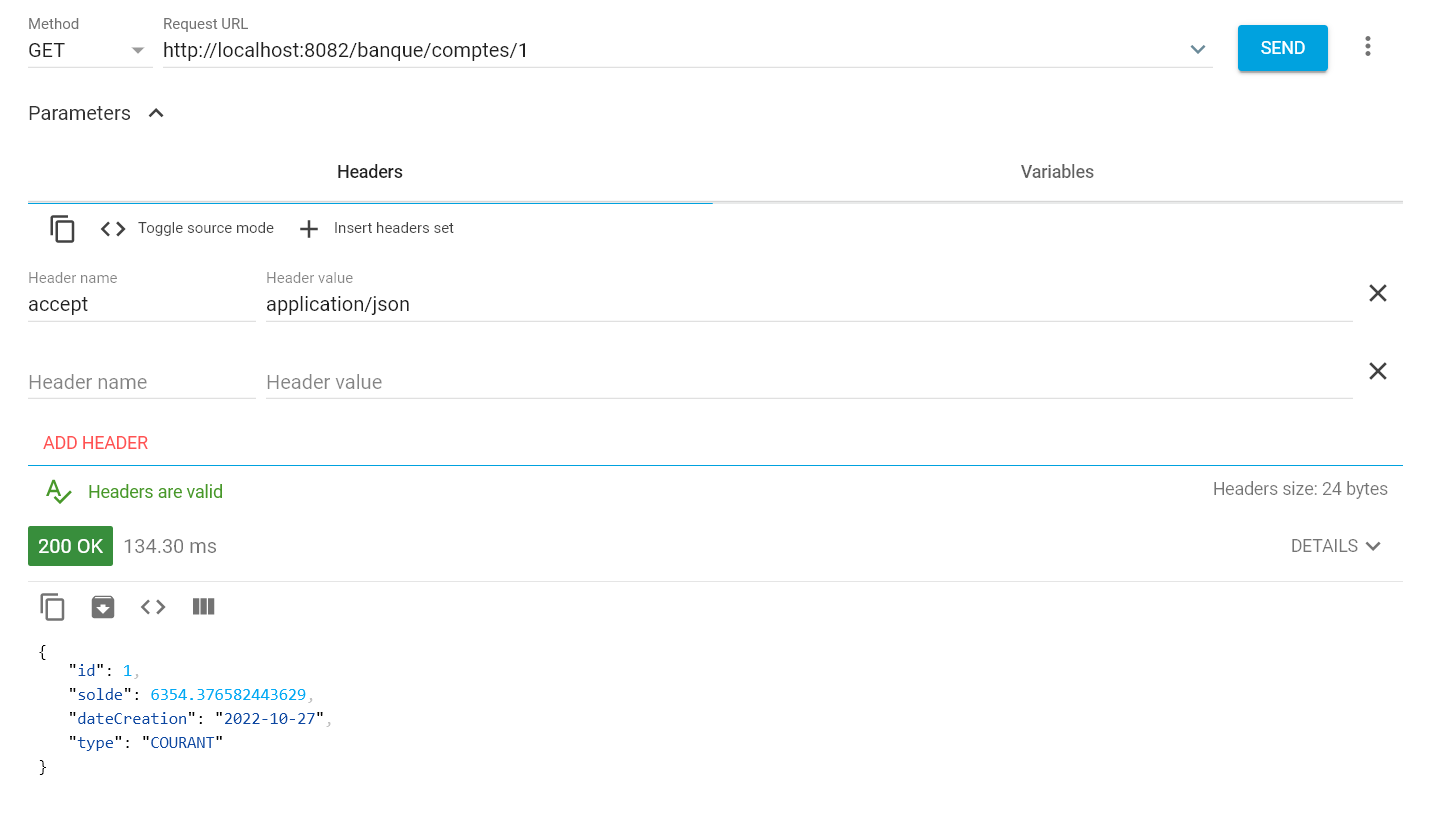 Method
Request URL
GET
http://localhost:8082/banque/comptes/1
SEND
Parameters
Headers
Variables
Toggle source mode
Insert headers set
Header name
Header value
accept
application/json
Header name
Header value
ADD HEADER
Headers are valid
Headers size: 24 bytes
200 OK
134.30 ms
DETAILS
{
"id": 1,
"solde": 6354.376582443629,
"dateCreation": "2022-10-27",
"type": "COURANT"
}